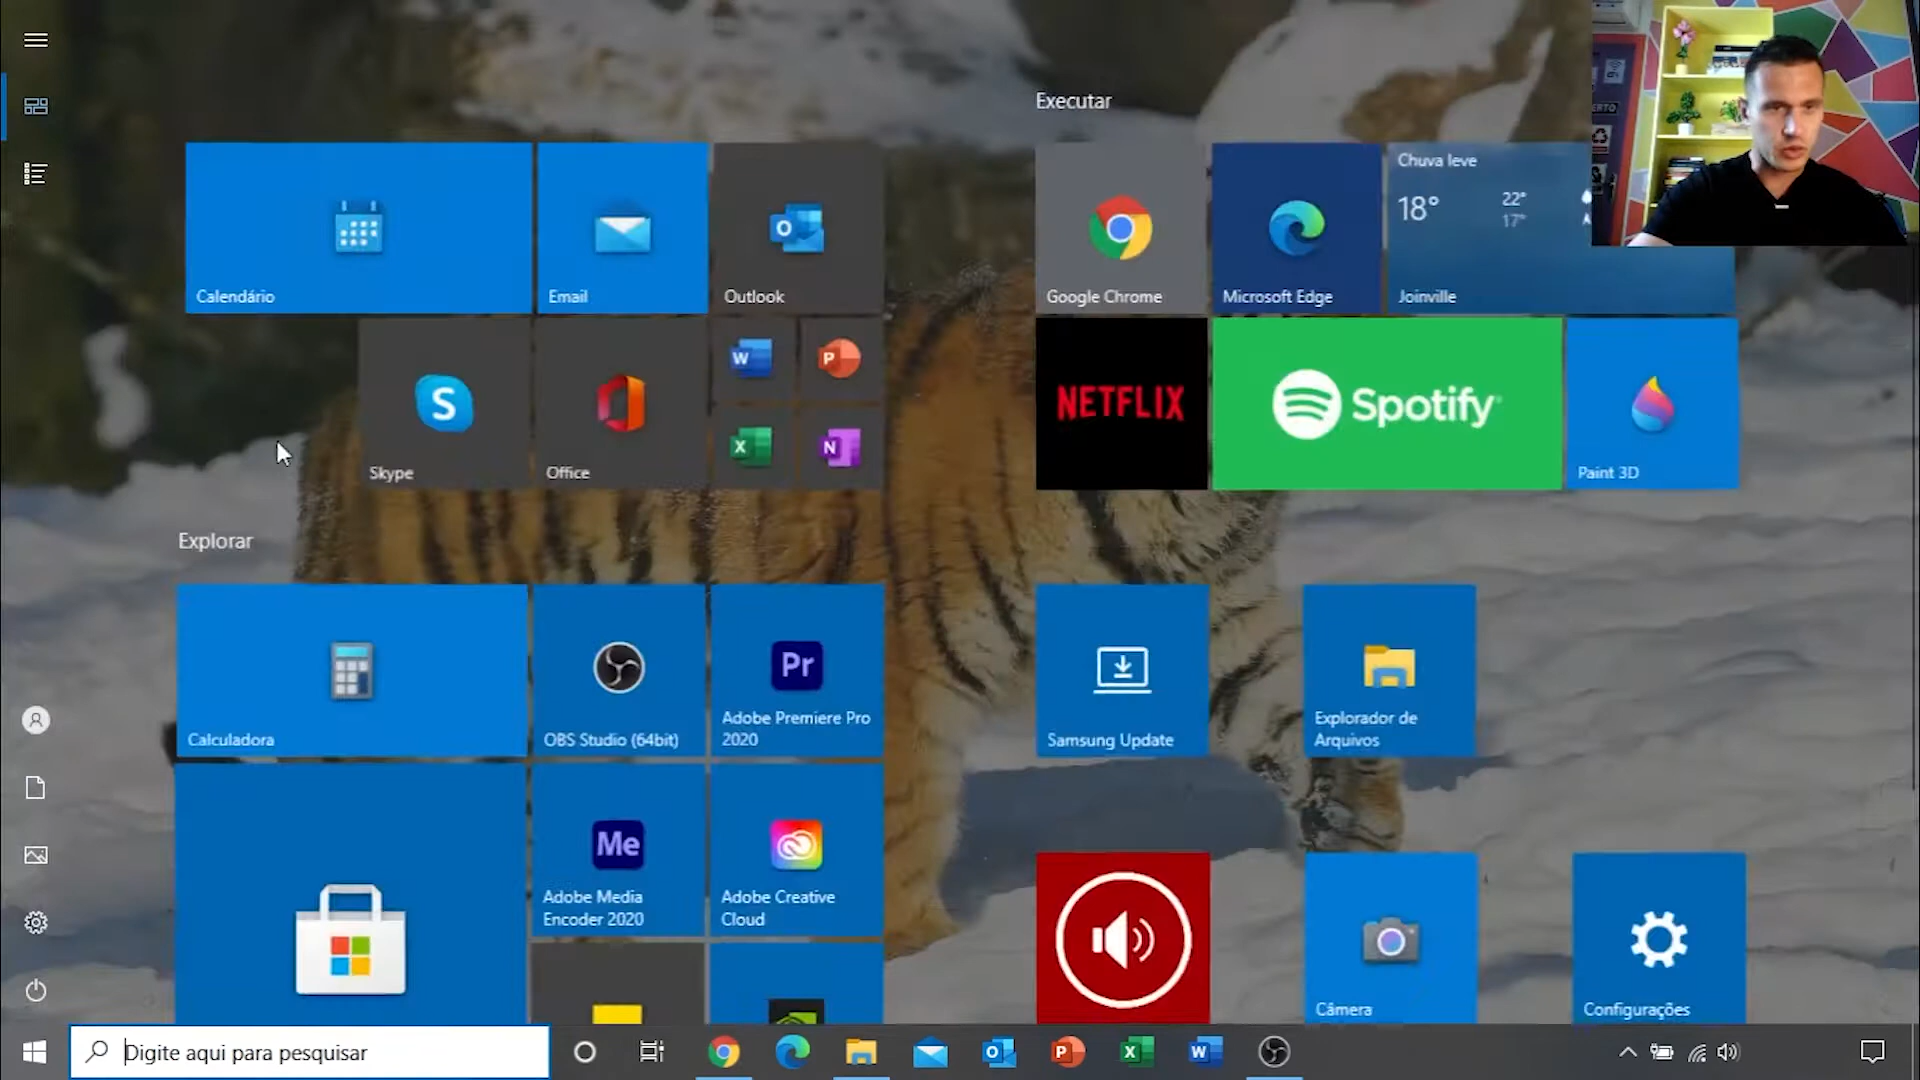 Executar
Calendário
Email
O
Outlook
Google Chrome
Microsoft Edge
Chuva leve
18°
22°
17°
Joinville
S
Skype
Office
W
P
X
N
NETFLIX
Spotify
Paint 3D
Explorar
Calculadora
OBS Studio (64bit)
Pr
Adobe Premiere Pro
2020
Samsung Update
Explorador de
Arquivos
Me
Adobe Media
Encoder 2020
Adobe Creative
Cloud
Câmera
Configurações
Digite aqui para pesquisar
O
P
X
W